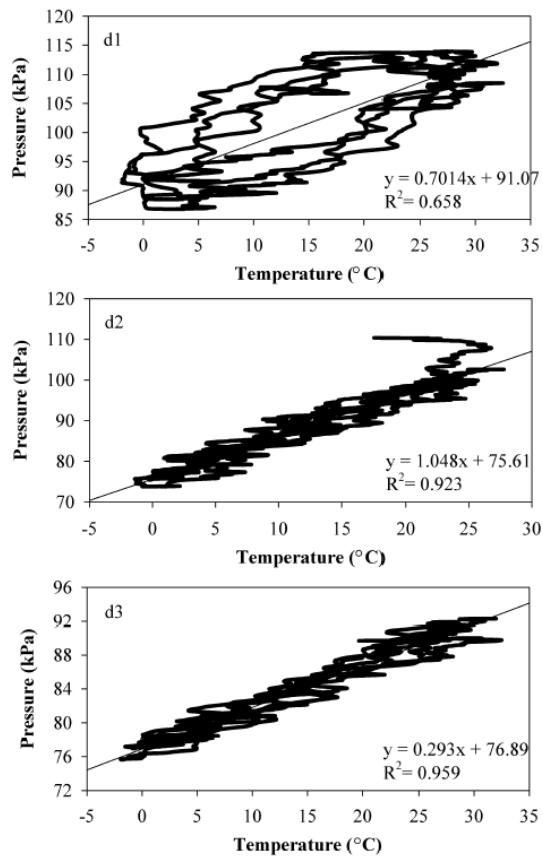 120
115
110
105
100
95
90
85
d1
Pressure (kPa)
y = 0.7014x + 91.07
R²= 0.658
-5 0 5 10 15 20 25 30 35
Temperature (°C)
120
110
100
90
80
70
d2
Pressure (kPa)
y = 1.048x + 75.61
R²= 0.923
-5 0 5 10 15 20 25 30
Temperature (°C)
96
92
88
84
80
76
72
d3
Pressure (kPa)
y = 0.293x + 76.89
R²= 0.959
-5 0 5 10 15 20 25 30 35
Temperature (°C)